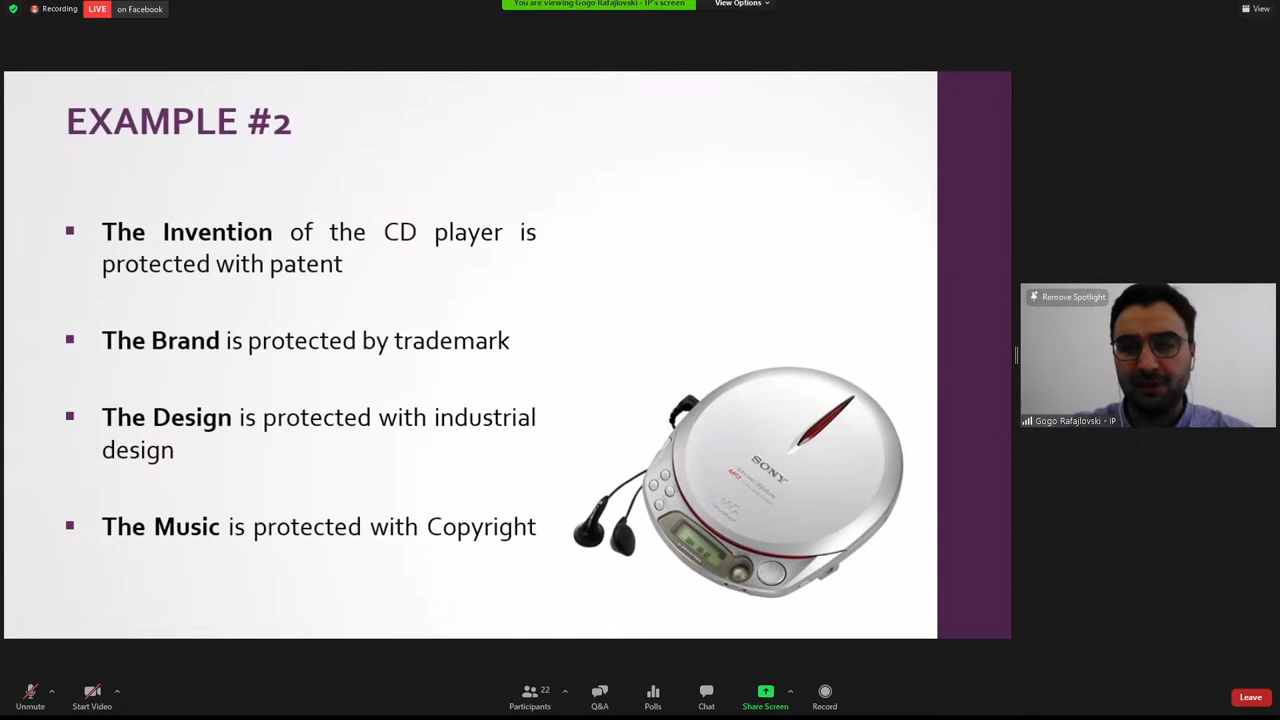 Recording
LIVE
on Facebook
You are viewing Gogo Rafajlovski - IP's screen
View Options
View
EXAMPLE #2
The Invention of the CD player is
protected with patent
The Brand is protected by trademark
The Design is protected with industrial
design
The Music is protected with Copyright
SONY
MP3
Remove Spotlight
Gogo Rafajlovski - IP
Unmute
Start Video
22
Participants
Q&A
Polls
Chat
Share Screen
Record
Leave